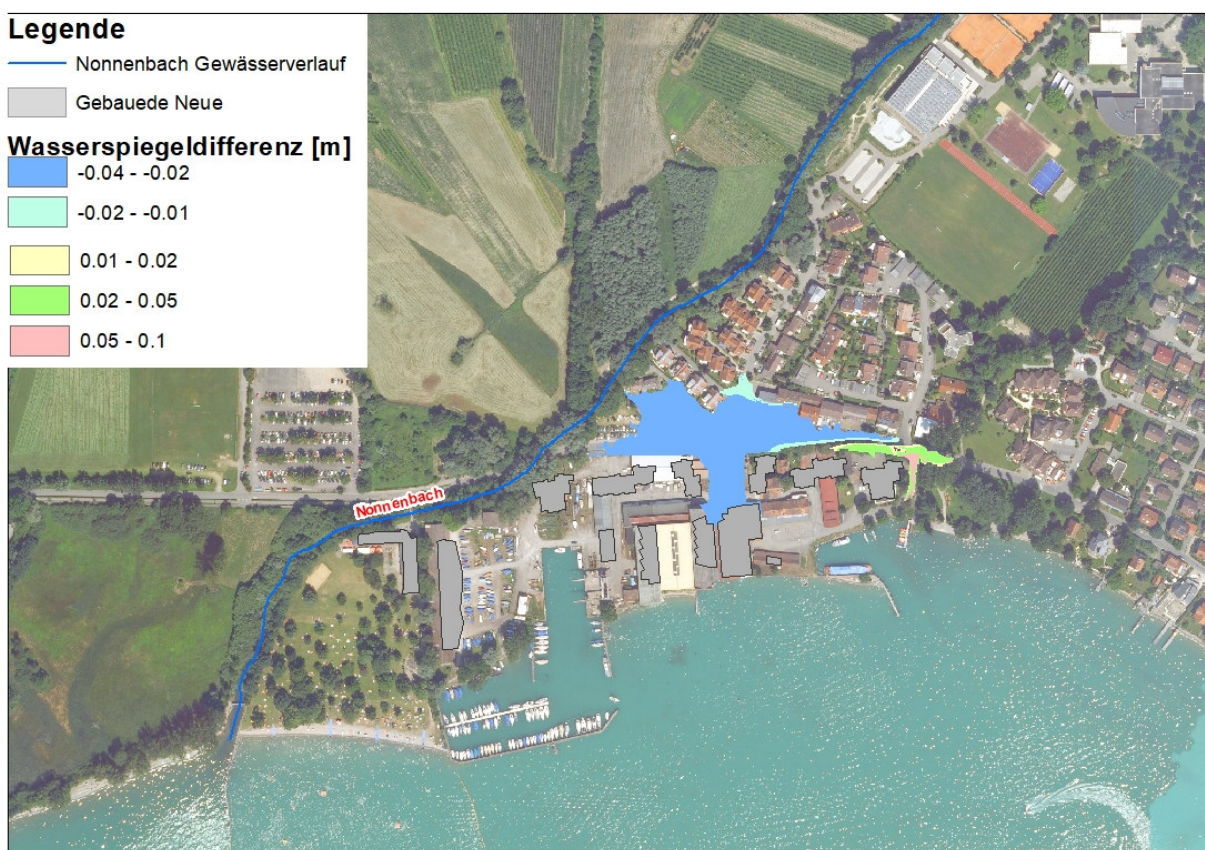 Legende
Nonnenbach Gewässerverlauf
Gebauede Neue
Wasserspiegeldifferenz [m]
-0.04 - -0.02
-0.02 - -0.01
0.01 - 0.02
0.02 - 0.05
0.05 - 0.1
Nonnenbach